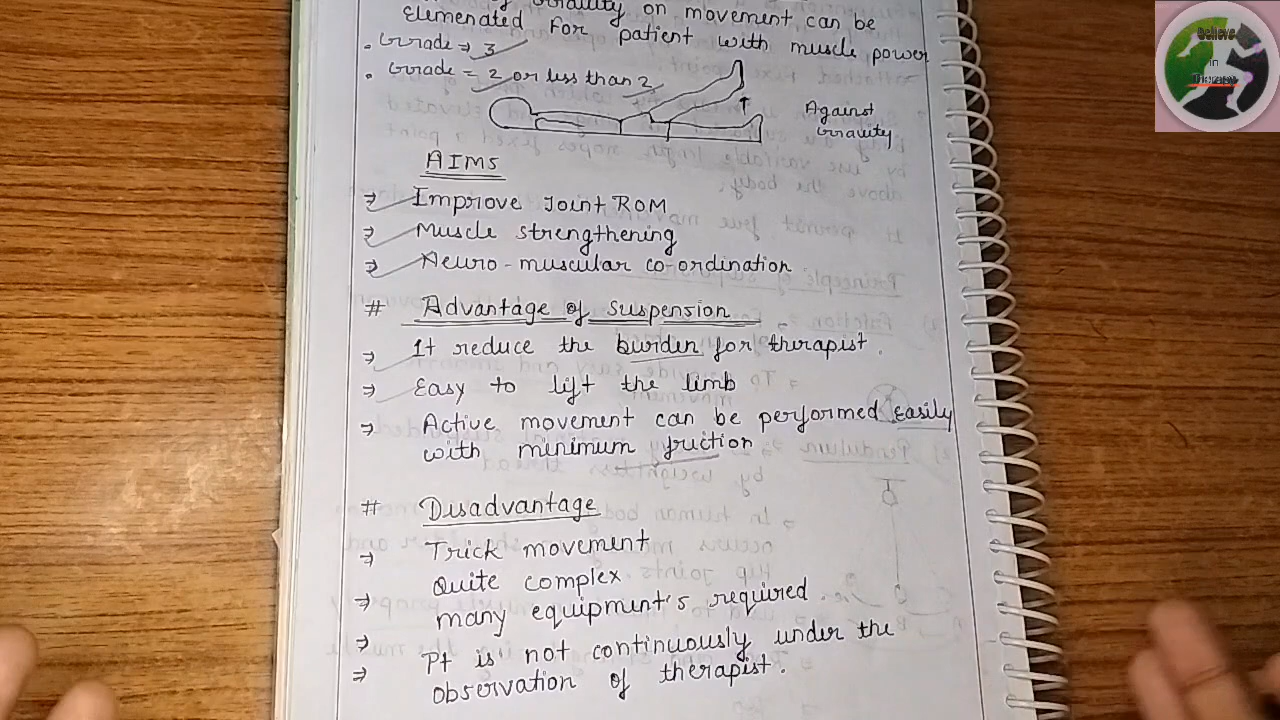 gravity on movement can be
Elemenated For patient with muscle power
. Grade => 3
. Grade = 2 or less than 2
Against
Gravity
AIMS
=> Improve Joint ROM
=> Muscle strengthening
=> Neuro-muscular co-ordination
# Advantage of suspension
=> It reduce the burden for therapist.
=> Easy to lift the limb
=> Active movement can be performed easily
with minimum friction
# Disadvantage
=> Trick movement
=> Quite complex
=> many equipment's required.
=> Pt is not continuously under the
observation of therapist.
Believe
in
Therapy